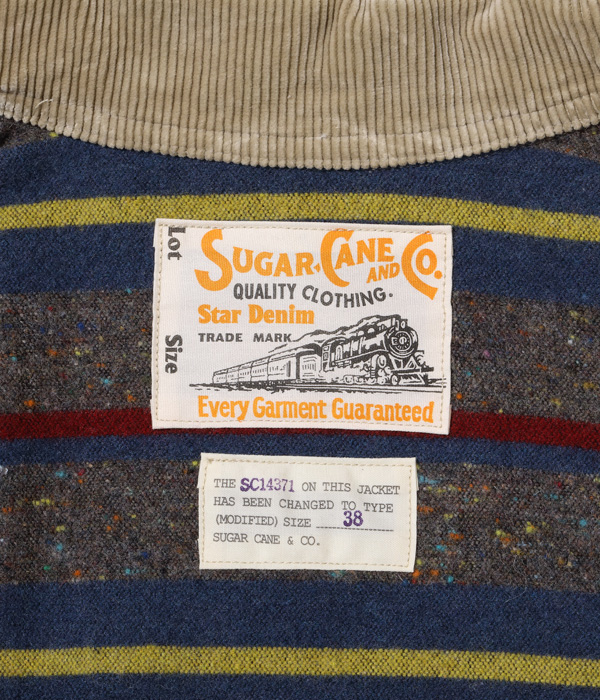 Lot
Size
SUGAR CANE AND CO.
QUALITY CLOTHING.
Star Denim
TRADE MARK
Every Garment Guaranteed
THE SC14371 ON THIS JACKET
HAS BEEN CHANGED TO TYPE
(MODIFIED) SIZE 38
SUGAR CANE & CO.